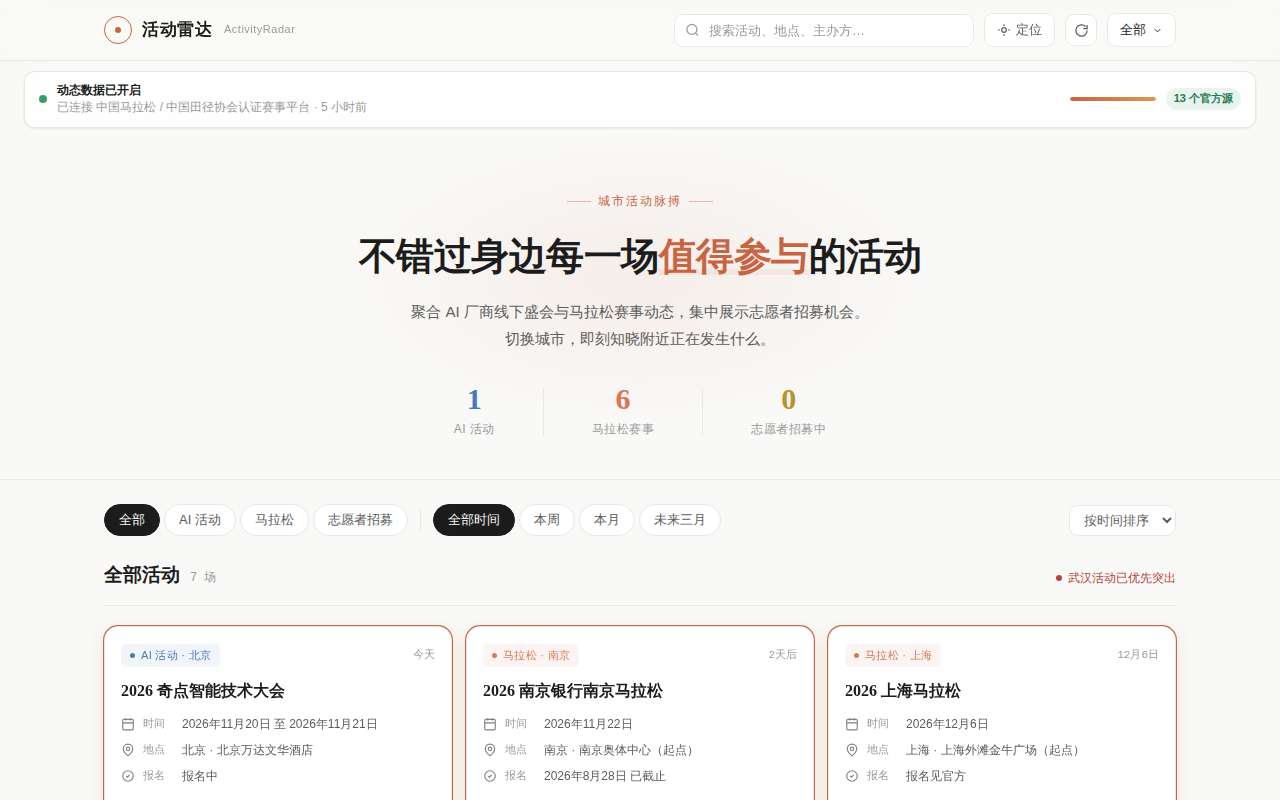 活动雷达 ActivityRadar
搜索活动、地点、主办方…
定位
全部
动态数据已开启
已连接 中国马拉松 / 中国田径协会认证赛事平台 · 5 小时前
13 个官方源
城市活动脉搏
不错过身边每一场值得参与的活动
聚合 AI 厂商线下盛会与马拉松赛事动态，集中展示志愿者招募机会。
切换城市，即刻知晓附近正在发生什么。
1
AI 活动
6
马拉松赛事
0
志愿者招募中
全部 AI 活动 马拉松 志愿者招募 全部时间 本周 本月 未来三月
按时间排序
全部活动 7 场
武汉活动已优先突出
AI 活动 · 北京
今天
2026 奇点智能技术大会
时间 2026年11月20日 至 2026年11月21日
地点 北京 · 北京万达文华酒店
报名 报名中
马拉松 · 南京
2天后
2026 南京银行南京马拉松
时间 2026年11月22日
地点 南京 · 南京奥体中心（起点）
报名 2026年8月28日 已截止
马拉松 · 上海
12月6日
2026 上海马拉松
时间 2026年12月6日
地点 上海 · 上海外滩金牛广场（起点）
报名 报名见官方